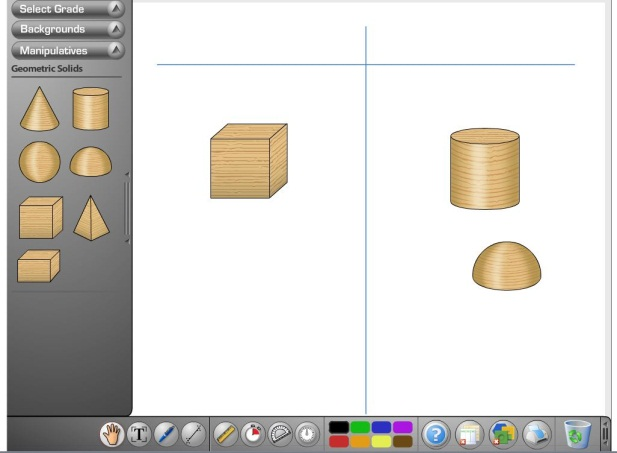 Select Grade
Backgrounds
Manipulatives
Geometric Solids
T
?